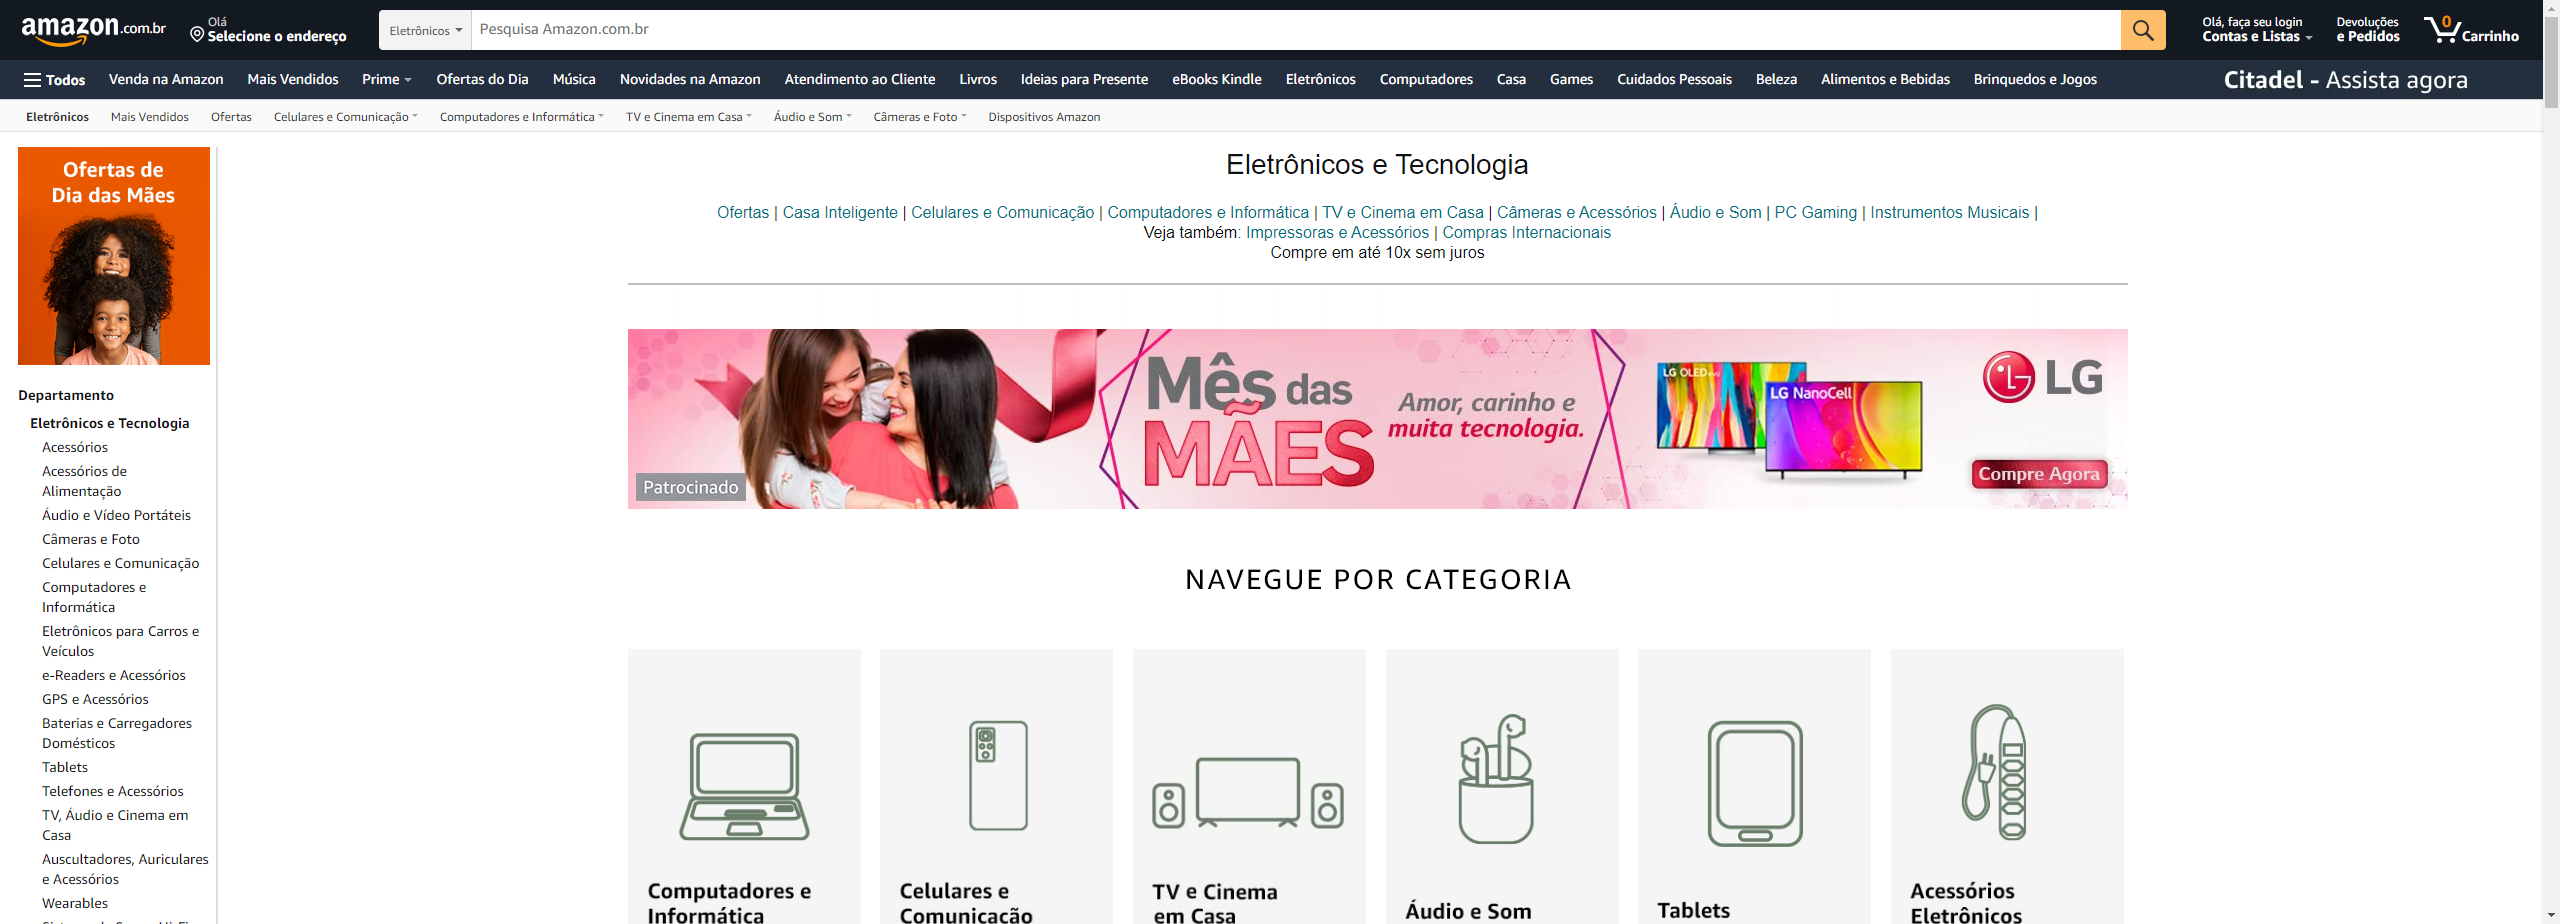 amazon.com.br
Olá
Selecione o endereço
Eletrônicos
Pesquisa Amazon.com.br
Olá, faça seu login
Contas e Listas
Devoluções
e Pedidos
0
Carrinho
Todos
Venda na Amazon
Mais Vendidos
Prime
Ofertas do Dia
Música
Novidades na Amazon
Atendimento ao Cliente
Livros
Ideias para Presente
eBooks Kindle
Eletrônicos
Computadores
Casa
Games
Cuidados Pessoais
Beleza
Alimentos e Bebidas
Brinquedos e Jogos
Citadel - Assista agora
Eletrônicos
Mais Vendidos
Ofertas
Celulares e Comunicação
Computadores e Informática
TV e Cinema em Casa
Áudio e Som
Câmeras e Foto
Dispositivos Amazon
Ofertas de
Dia das Mães
Departamento
Eletrônicos e Tecnologia
Acessórios
Acessórios de
Alimentação
Áudio e Vídeo Portáteis
Câmeras e Foto
Celulares e Comunicação
Computadores e
Informática
Eletrônicos para Carros e
Veículos
e-Readers e Acessórios
GPS e Acessórios
Baterias e Carregadores
Domésticos
Tablets
Telefones e Acessórios
TV, Áudio e Cinema em
Casa
Auscultadores, Auriculares
e Acessórios
Wearables
Eletrônicos e Tecnologia
Ofertas | Casa Inteligente | Celulares e Comunicação | Computadores e Informática | TV e Cinema em Casa | Câmeras e Acessórios | Áudio e Som | PC Gaming | Instrumentos Musicais |
Veja também: Impressoras e Acessórios | Compras Internacionais
Compre em até 10x sem juros
Patrocinado
Mês das
MÃES
Amor, carinho e
muita tecnologia.
LG OLED evo
LG NanoCell
LG
Compre Agora
NAVEGUE POR CATEGORIA
Computadores e
Informática
Celulares e
Comunicação
TV e Cinema
em Casa
Áudio e Som
Tablets
Acessórios
Eletrônicos